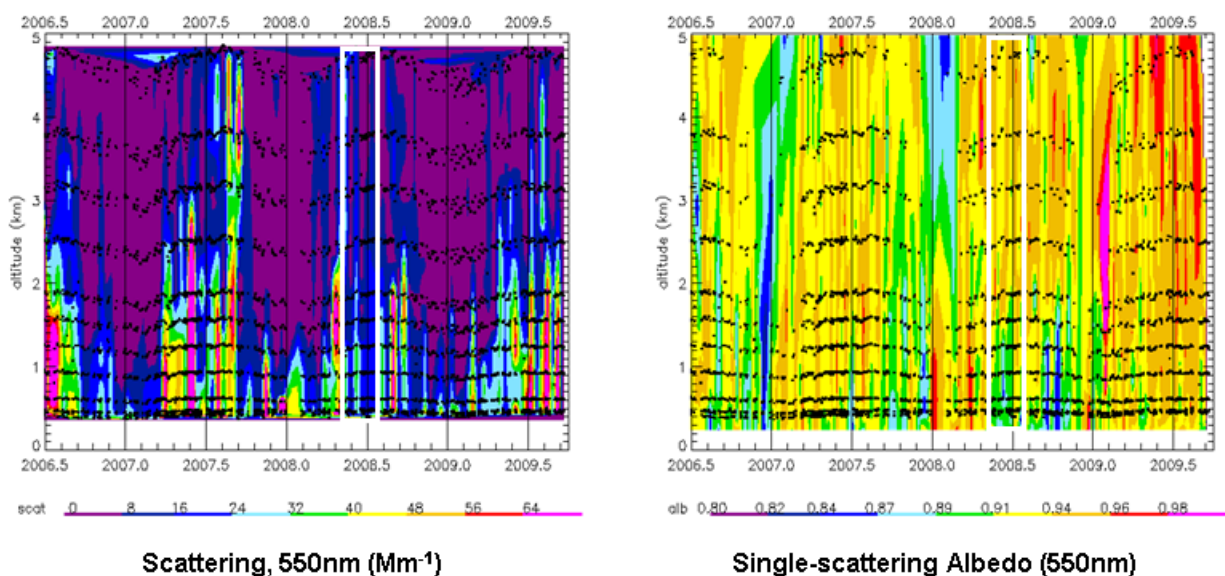 2006.5 2007.0 2007.5 2008.0 2008.5 2009.0 2009.5
5
4
3
2
1
0
altitude (km)
2006.5 2007.0 2007.5 2008.0 2008.5 2009.0 2009.5
scat 0 8 16 24 32 40 48 56 64
Scattering, 550nm (Mm-1)
2006.5 2007.0 2007.5 2008.0 2008.5 2009.0 2009.5
5
4
3
2
1
0
altitude (km)
2006.5 2007.0 2007.5 2008.0 2008.5 2009.0 2009.5
alb 0.80 0.82 0.84 0.87 0.89 0.91 0.94 0.96 0.98
Single-scattering Albedo (550nm)